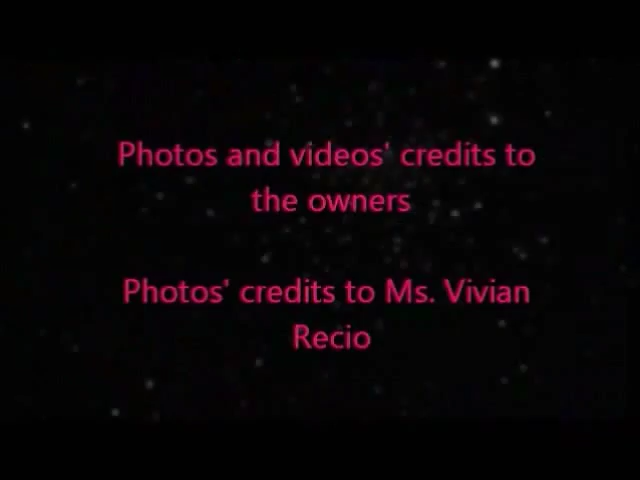 Photos and videos' credits to
the owners
Photos' credits to Ms. Vivian
Recio